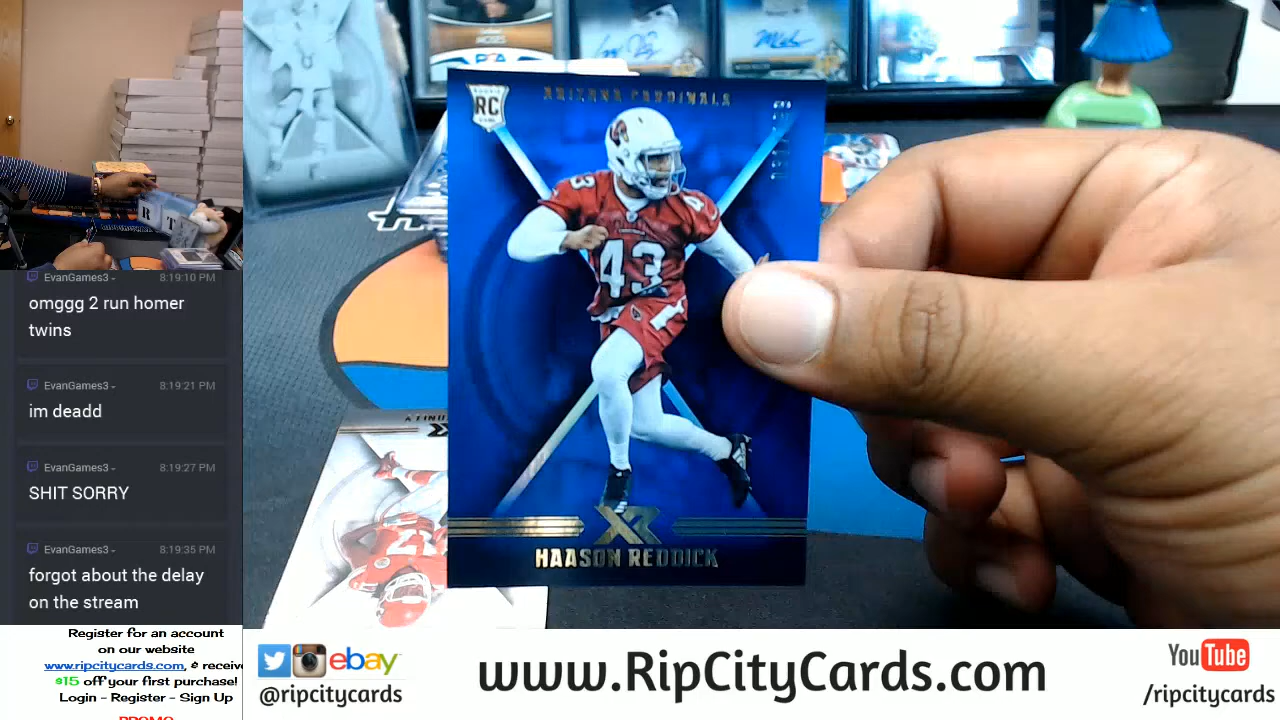 EvanGames3 - 8:19:10 PM
omggg 2 run homer
twins
EvanGames3 - 8:19:21 PM
im deadd
EvanGames3 - 8:19:27 PM
SHIT SORRY
EvanGames3 - 8:19:35 PM
forgot about the delay
on the stream
Register for an account
on our website
www.ripcitycards.com, & receive
$15 off your first purchase!
Login - Register - Sign Up
PROMO
R T
RC
ARIZONA CARDINALS
43
43
XR
HAASON REDDICK
ebay
@ripcitycards
www.RipCityCards.com
YouTube
/ripcitycards